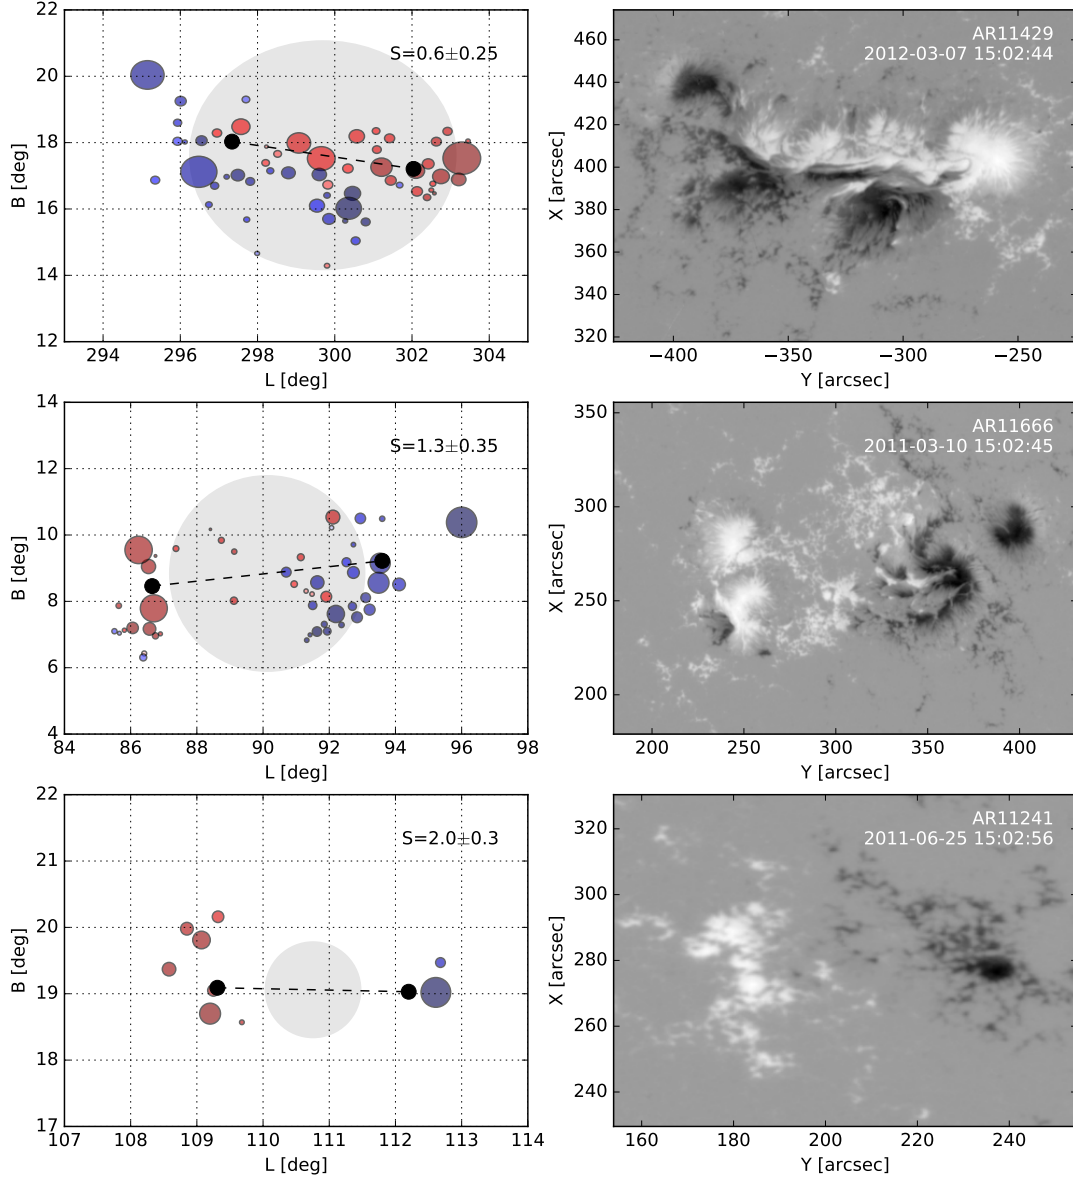 22
20
18
16
14
12
B [deg]
S=0.6±0.25
294 296 298 300 302 304
L [deg]
460
440
420
400
380
360
340
320
X [arcsec]
AR11429
2012-03-07 15:02:44
−400 −350 −300 −250
Y [arcsec]
14
12
10
8
6
4
B [deg]
S=1.3±0.35
84 86 88 90 92 94 96 98
L [deg]
350
300
250
200
X [arcsec]
AR11666
2011-03-10 15:02:45
200 250 300 350 400
Y [arcsec]
22
21
20
19
18
17
B [deg]
S=2.0±0.3
107 108 109 110 111 112 113 114
L [deg]
320
300
280
260
240
X [arcsec]
AR11241
2011-06-25 15:02:56
160 180 200 220 240
Y [arcsec]